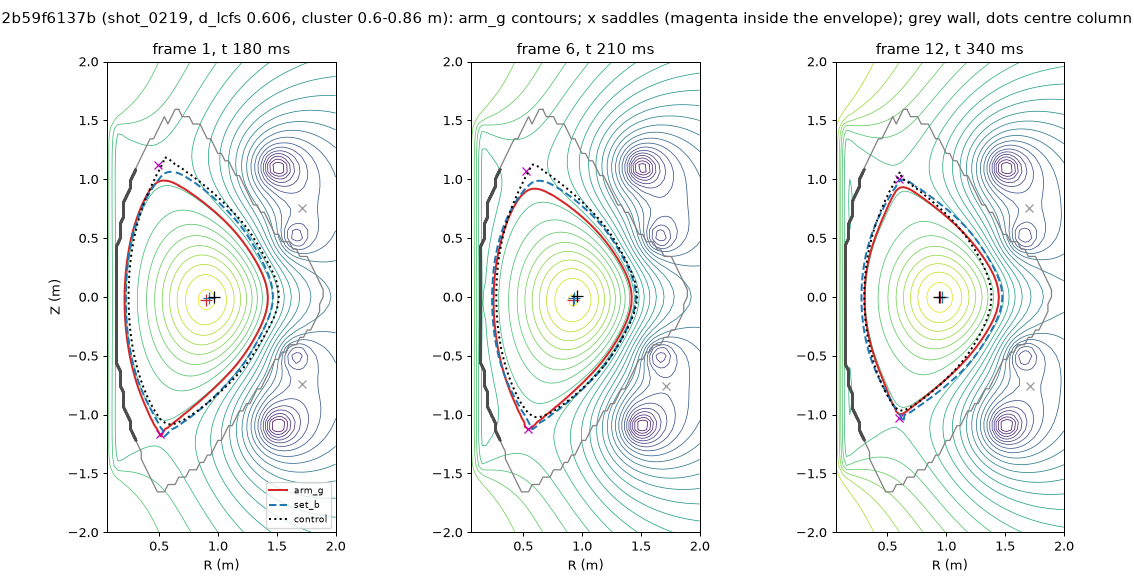 2b59f6137b (shot_0219, d_lcfs 0.606, cluster 0.6-0.86 m): arm_g contours; x saddles (magenta inside the envelope); grey wall, dots centre column
frame 1, t 180 ms
frame 6, t 210 ms
frame 12, t 340 ms
2.0
1.5
1.0
0.5
0.0
−0.5
−1.0
−1.5
−2.0
Z (m)
2.0
1.5
1.0
0.5
0.0
−0.5
−1.0
−1.5
−2.0
2.0
1.5
1.0
0.5
0.0
−0.5
−1.0
−1.5
−2.0
arm_g
set_b
control
0.5 1.0 1.5 2.0
0.5 1.0 1.5 2.0
0.5 1.0 1.5 2.0
R (m)
R (m)
R (m)